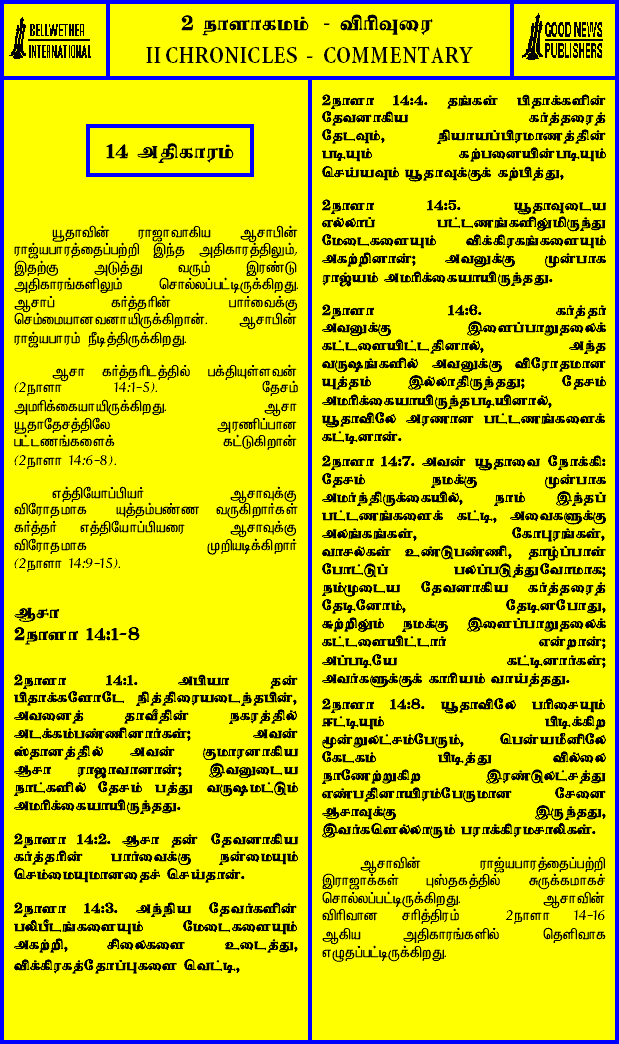 BELLWETHER
INTERNATIONAL
2 நாளாகமம் - விரிவுரை
II CHRONICLES - COMMENTARY
GOOD NEWS
PUBLISHERS
14 அதிகாரம்
யூதாவின் ராஜாவாகிய ஆசாபின்
ராஜ்யபாரத்தைப்பற்றி இந்த அதிகாரத்திலும்,
இதற்கு அடுத்து வரும் இரண்டு
அதிகாரங்களிலும் சொல்லப்பட்டிருக்கிறது.
ஆசாப் கர்த்தரின் பார்வைக்கு
செம்மையானவனாயிருக்கிறான். ஆசாபின்
ராஜ்யபாரம் நீடித்திருக்கிறது.
ஆசா கர்த்தரிடத்தில் பக்தியுள்ளவன்
(2நாளா 14:1-5). தேசம்
அமரிக்கையாயிருக்கிறது. ஆசா
யூதாதேசத்திலே அரணிப்பான
பட்டணங்களைக் கட்டுகிறான்
(2நாளா 14:6-8).
எத்தியோப்பியர் ஆசாவுக்கு
விரோதமாக யுத்தம்பண்ண வருகிறார்கள்
கர்த்தர் எத்தியோப்பியரை ஆசாவுக்கு
விரோதமாக முறியடிக்கிறார்
(2நாளா 14:9-15).
ஆசா
2நாளா 14:1-8
2நாளா 14:1. அபியா தன்
பிதாக்களோடே நித்திரையடைந்தபின்,
அவனைத் தாவீதின் நகரத்தில்
அடக்கம்பண்ணினார்கள்; அவன்
ஸ்தானத்தில் அவன் குமாரனாகிய
ஆசா ராஜாவானான்; இவனுடைய
நாட்களில் தேசம் பத்து வருஷமட்டும்
அமரிக்கையாயிருந்தது.
2நாளா 14:2. ஆசா தன் தேவனாகிய
கர்த்தரின் பார்வைக்கு நன்மையும்
செம்மையுமானதைச் செய்தான்.
2நாளா 14:3. அந்நிய தேவர்களின்
பலிபீடங்களையும் மேடைகளையும்
அகற்றி, சிலைகளை உடைத்து,
விக்கிரகத்தோப்புகளை வெட்டி,
2நாளா 14:4. தங்கள் பிதாக்களின்
தேவனாகிய கர்த்தரைத்
தேடவும், நியாயப்பிரமாணத்தின்
படியும் கற்பனையின்படியும்
செய்யவும் யூதாவுக்குக் கற்பித்து,
2நாளா 14:5. யூதாவுடைய
எல்லாப் பட்டணங்களிலுமிருந்து
மேடைகளையும் விக்கிரகங்களையும்
அகற்றினான்; அவனுக்கு முன்பாக
ராஜ்யம் அமரிக்கையாயிருந்தது.
2நாளா 14:6. கர்த்தர்
அவனுக்கு இளைப்பாறுதலைக்
கட்டளையிட்டதினால், அந்த
வருஷங்களில் அவனுக்கு விரோதமான
யுத்தம் இல்லாதிருந்தது; தேசம்
அமரிக்கையாயிருந்தபடியினால்,
யூதாவிலே அரணான பட்டணங்களைக்
கட்டினான்.
2நாளா 14:7. அவன் யூதாவை நோக்கி:
தேசம் நமக்கு முன்பாக
அமர்ந்திருக்கையில், நாம் இந்தப்
பட்டணங்களைக் கட்டி, அவைகளுக்கு
அலங்கங்கள், கோபுரங்கள்,
வாசல்கள் உண்டுபண்ணி, தாழ்ப்பாள்
போட்டுப் பலப்படுத்துவோமாக;
நம்முடைய தேவனாகிய கர்த்தரைத்
தேடினோம், தேடினபோது,
சுற்றிலும் நமக்கு இளைப்பாறுதலைக்
கட்டளையிட்டார் என்றான்;
அப்படியே கட்டினார்கள்;
அவர்களுக்குக் காரியம் வாய்த்தது.
2நாளா 14:8. யூதாவிலே பரிசையும்
ஈட்டியும் பிடிக்கிற
மூன்றுலட்சம்பேரும், பென்யமீனிலே
கேடகம் பிடித்து வில்லை
நாணேற்றுகிற இரண்டுலட்சத்து
எண்பதினாயிரம்பேருமான சேனை
ஆசாவுக்கு இருந்தது,
இவர்களெல்லாரும் பராக்கிரமசாலிகள்.
ஆசாவின் ராஜ்யபாரத்தைப்பற்றி
இராஜாக்கள் புஸ்தகத்தில் சுருக்கமாகச்
சொல்லப்பட்டிருக்கிறது. ஆசாவின்
விரிவான சரித்திரம் 2நாளா 14-16
ஆகிய அதிகாரங்களில் தெளிவாக
எழுதப்பட்டிருக்கிறது.